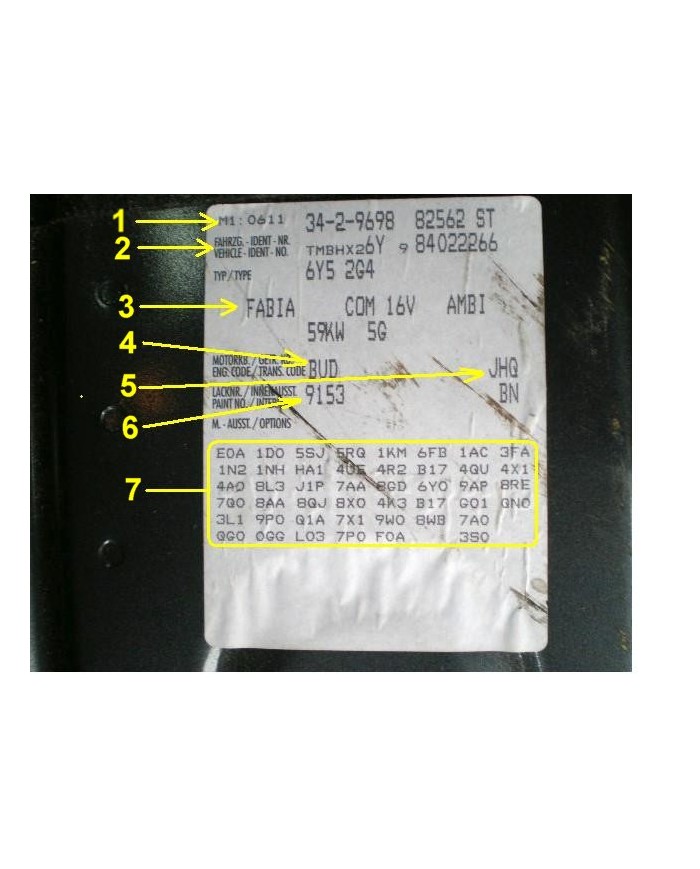 1 M1:0611 34-2-9698 82562 ST
2 FAHRZG.-IDENT-NR.
VEHICLE-IDENT-NO. TMBHX26Y 9 84022266
TYP/TYPE 6Y5 2G4
3 FABIA COM 16V AMBI
59KW 5G
4
MOTORKB./GETR.
ENG. CODE/TRANS. CODE BUD JHQ
5
LACKNR./INNENAUSST.
PAINT NO./ 9153 BN
6
M.-AUSST./OPTIONS
E0A 1D0 5SJ 5RQ 1KM 6FB 1AC 3FA
1N2 1NH HA1 4UE 4R2 B17 4QU 4X1
7 4A0 8L3 J1P 7AA 8GD 6Y0 9AP 8RE
7Q0 8AA 8QJ 8X0 4K3 B17 G01 QN0
3L1 9P0 Q1A 7X1 9W0 8WB 7A0
QG0 0GG L03 7P0 F0A 3S0